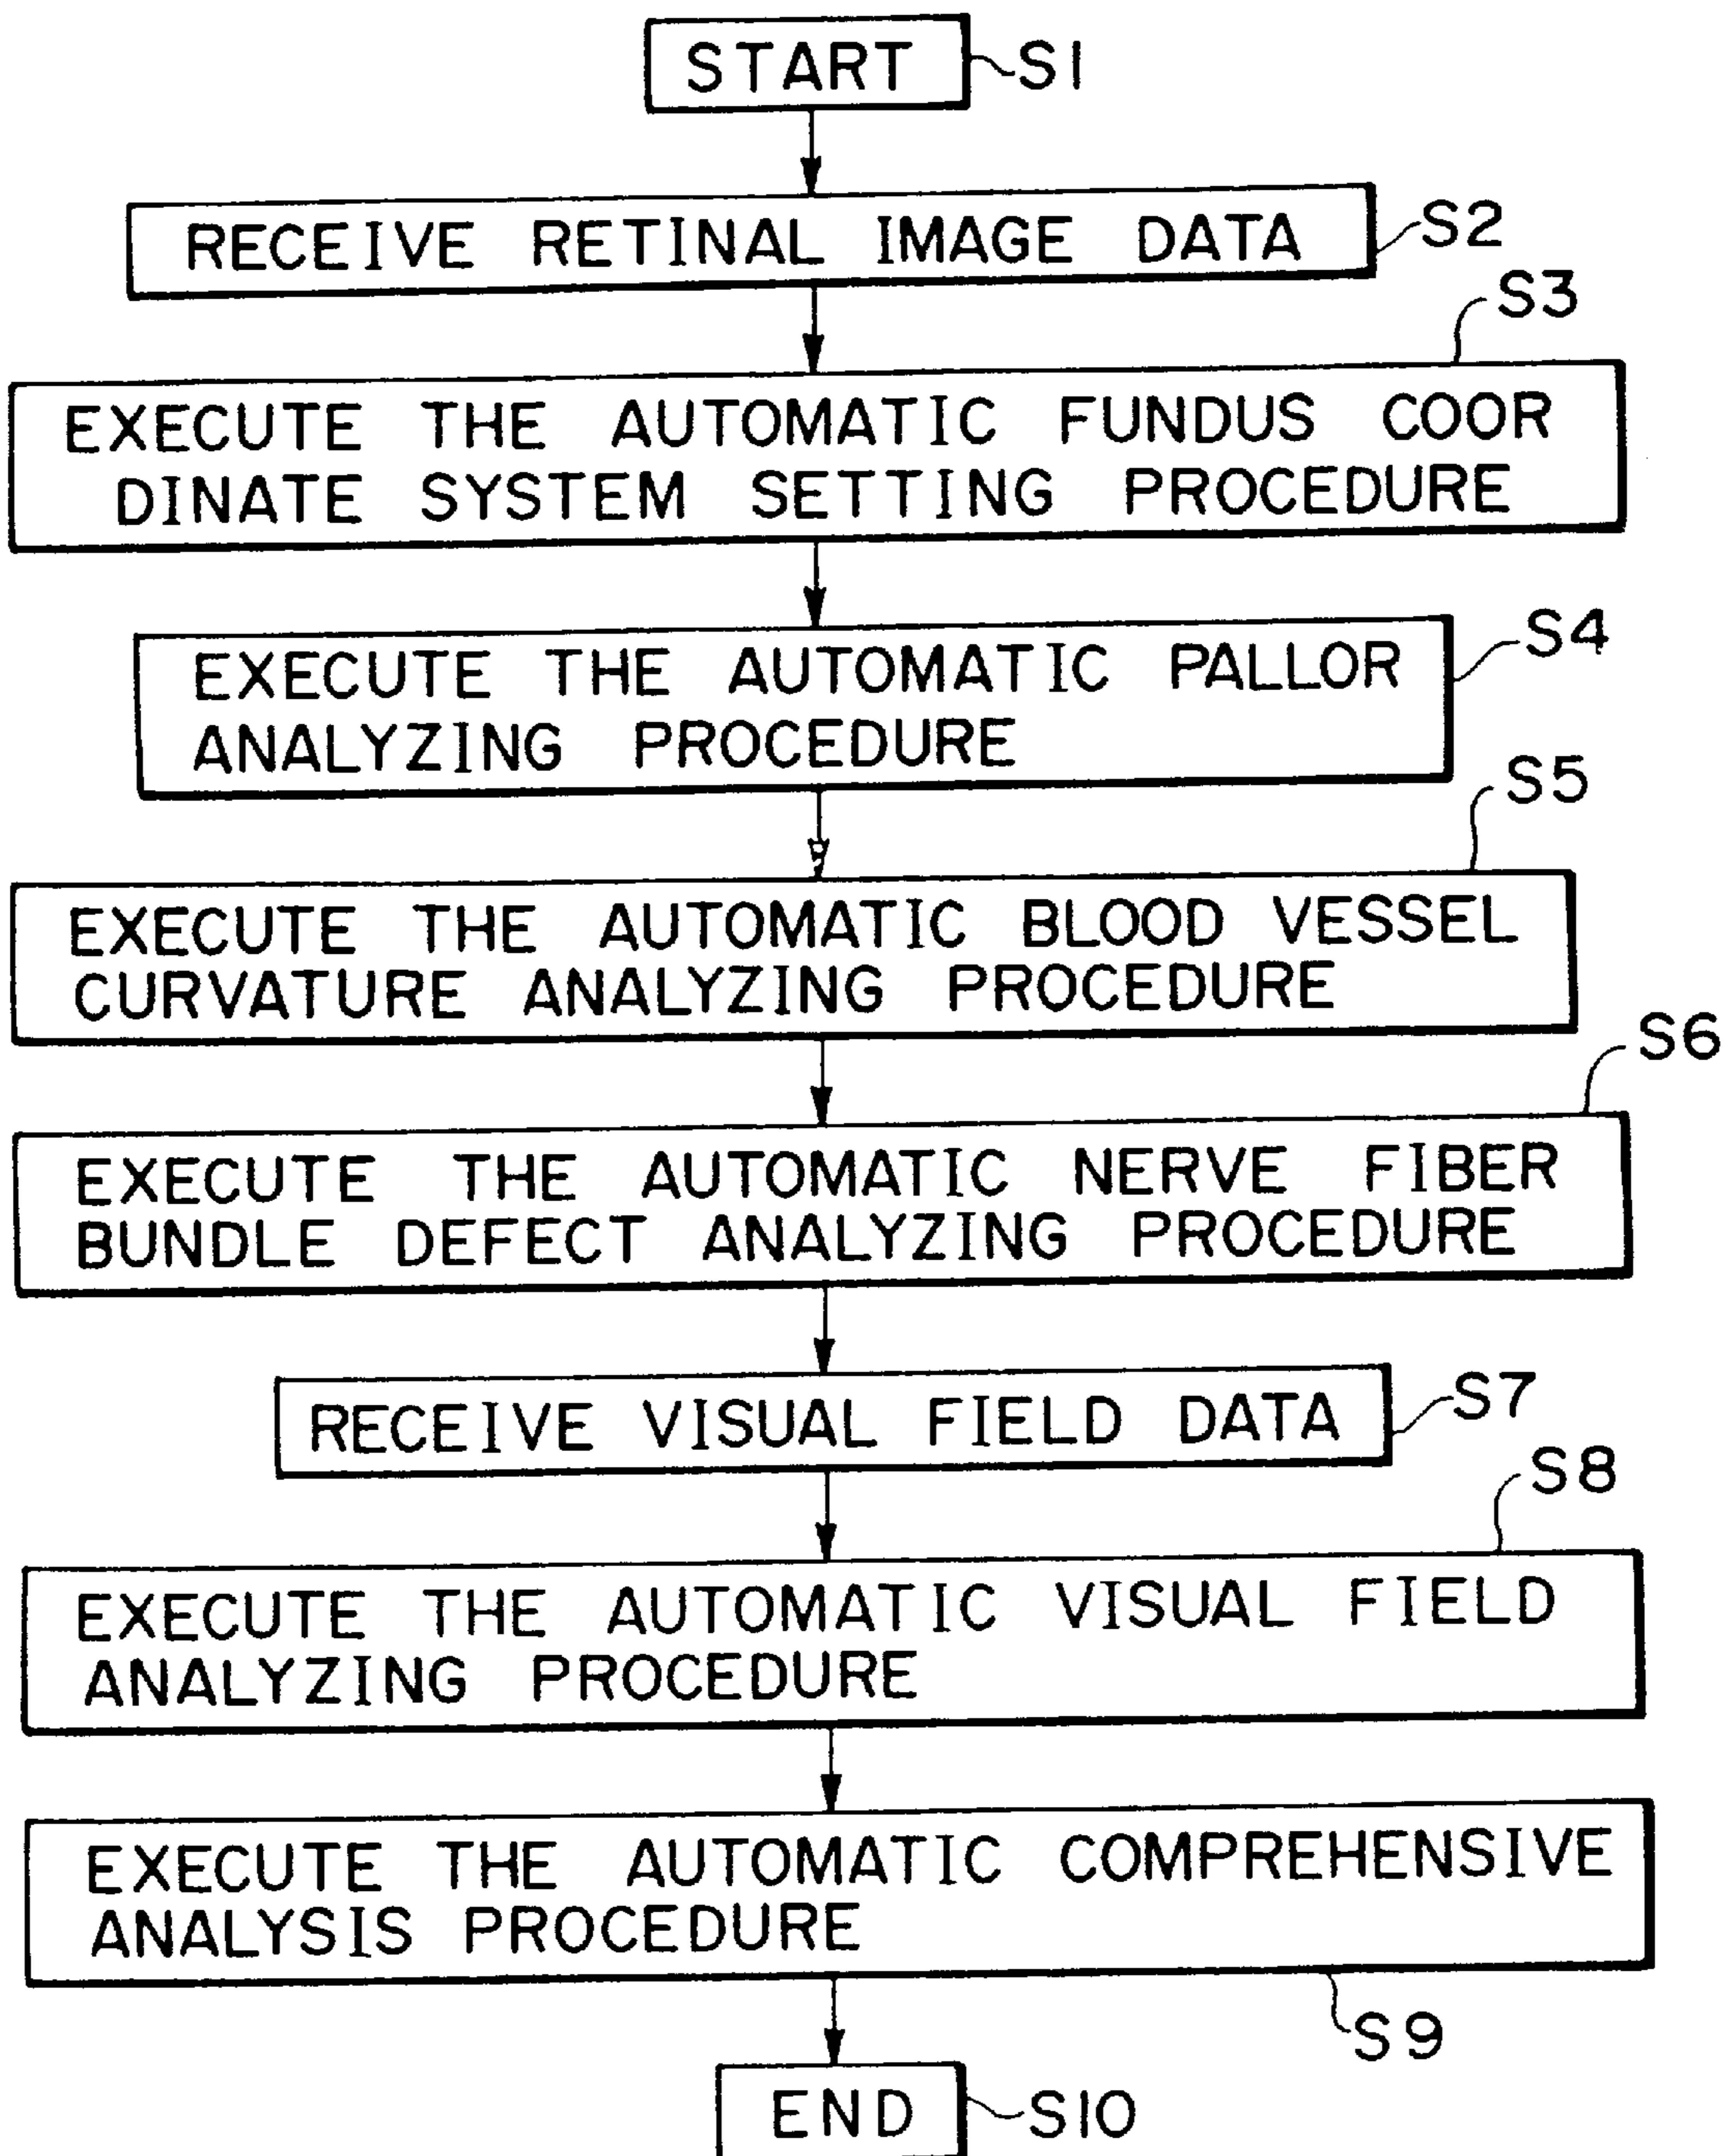 START
S1
RECEIVE RETINAL IMAGE DATA
S2
S3
EXECUTE THE AUTOMATIC FUNDUS COOR
DINATE SYSTEM SETTING PROCEDURE
S4
EXECUTE THE AUTOMATIC PALLOR
ANALYZING PROCEDURE
S5
EXECUTE THE AUTOMATIC BLOOD VESSEL
CURVATURE ANALYZING PROCEDURE
S6
EXECUTE THE AUTOMATIC NERVE FIBER
BUNDLE DEFECT ANALYZING PROCEDURE
RECEIVE VISUAL FIELD DATA
S7
S8
EXECUTE THE AUTOMATIC VISUAL FIELD
ANALYZING PROCEDURE
EXECUTE THE AUTOMATIC COMPREHENSIVE
ANALYSIS PROCEDURE
S9
END
S10